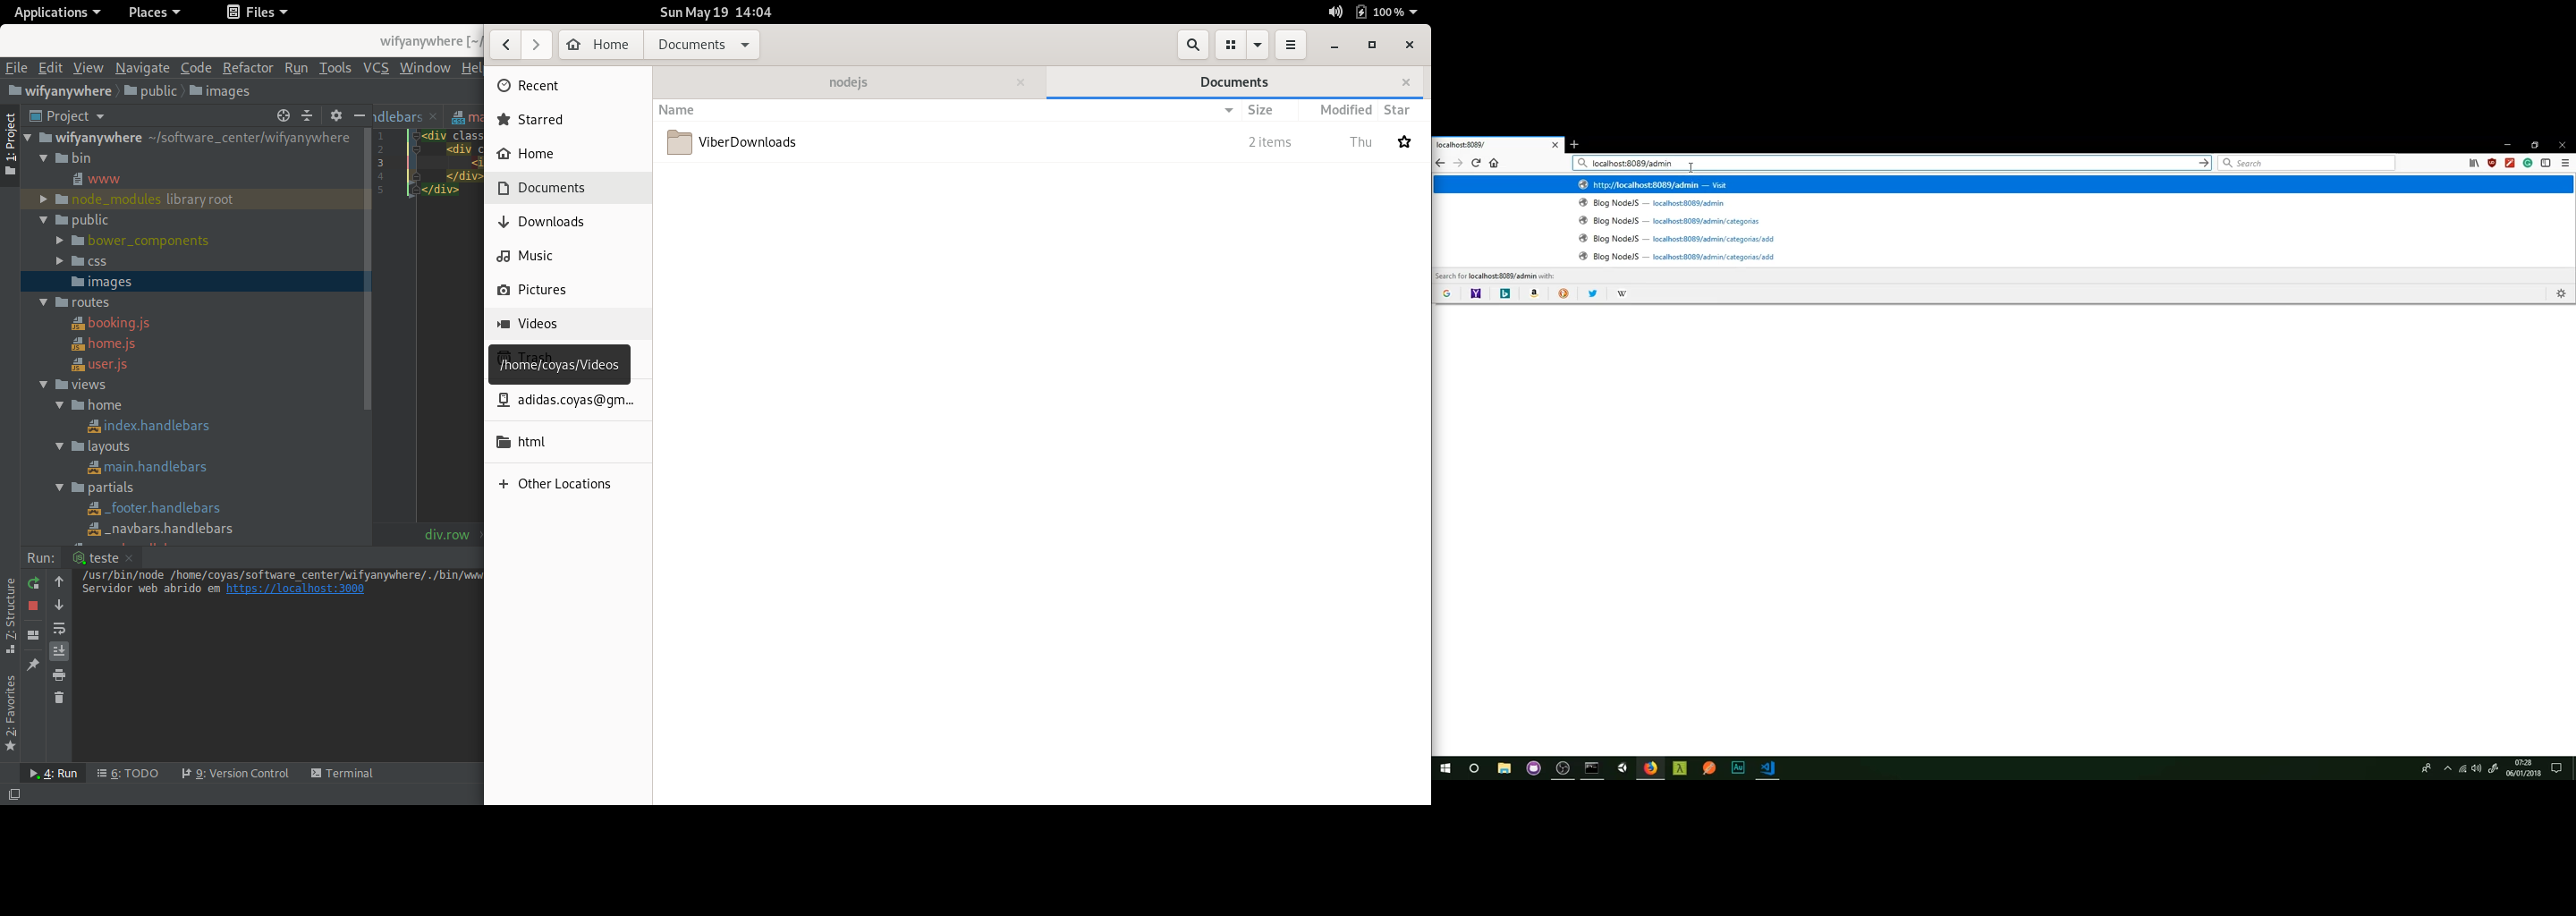 Applications Places Files Sun May 19 14:04 100 %
wifyanywhere [~/
File Edit View Navigate Code Refactor Run Tools VCS Window Hel
wifyanywhere public images
1: Project
Project
wifyanywhere ~/software_center/wifyanywhere
bin
www
node_modules library root
public
bower_components
css
images
routes
booking.js
home.js
user.js
views
home
index.handlebars
layouts
main.handlebars
partials
_footer.handlebars
_navbars.handlebars
ndlebars ma
1 <div class
2 <div c
3 <i
4 </div>
5 </div>
div.row
Run: teste
/usr/bin/node /home/coyas/software_center/wifyanywhere/./bin/www
Servidor web abrido em https://localhost:3000
7: Structure
2: Favorites
4: Run 6: TODO 9: Version Control Terminal
Home Documents
Recent
Starred
Home
Documents
Downloads
Music
Pictures
Videos
Trash
/home/coyas/Videos
adidas.coyas@gm...
html
Other Locations
nodejs Documents
Name Size Modified Star
ViberDownloads 2 items Thu
localhost:8089/
localhost:8089/admin Search
http://localhost:8089/admin — Visit
Blog NodeJS — localhost:8089/admin
Blog NodeJS — localhost:8089/admin/categorias
Blog NodeJS — localhost:8089/admin/categorias/add
Blog NodeJS — localhost:8089/admin/categorias/add
Search for localhost:8089/admin with:
G Y b a W
Au
07:28
06/01/2018